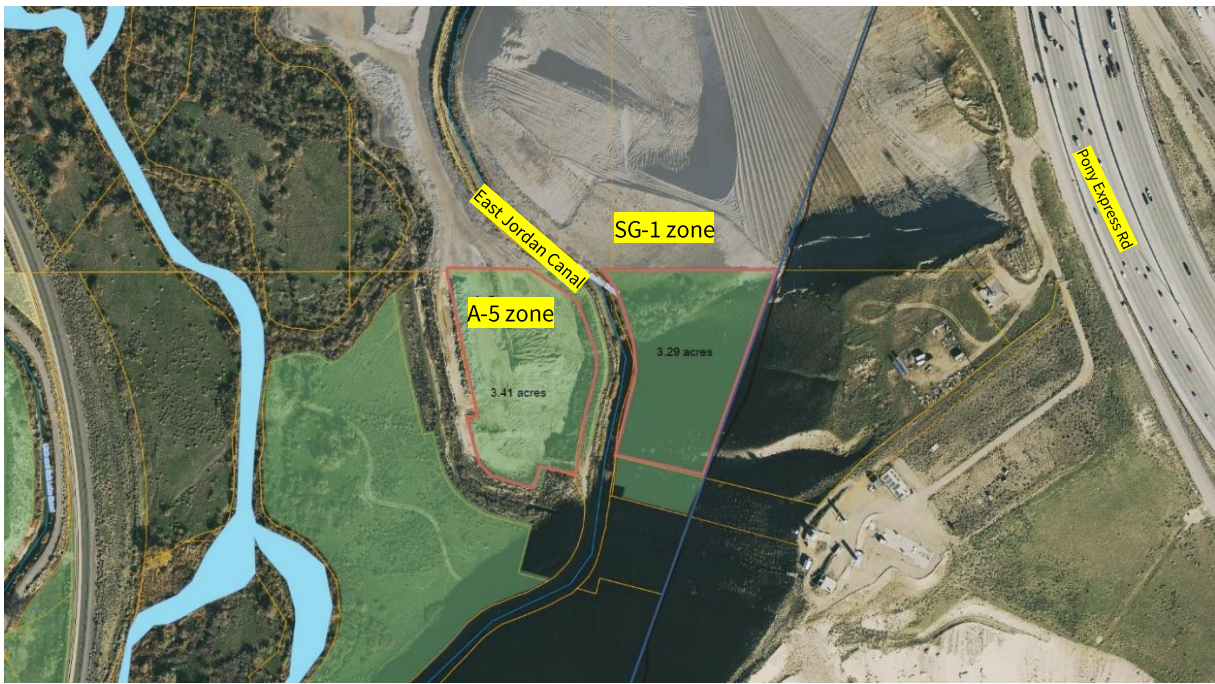 Pony Express Rd
East Jordan Canal
SG-1 zone
A-5 zone
3.29 acres
3.41 acres